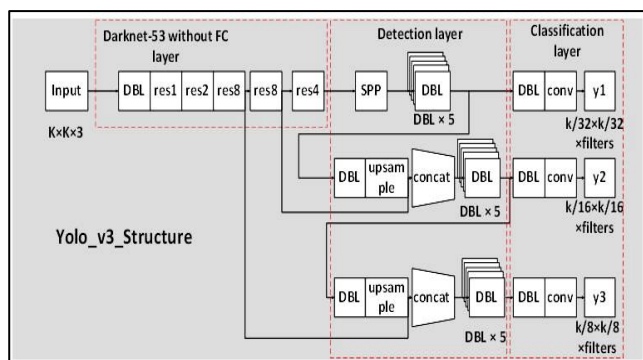 Darknet-53 without FC
layer
Detection layer
Classification
layer
Input
DBL res1 res2 res8 res8 res4
SPP
DBL
DBL conv y1
K×K×3
DBL × 5
k/32×k/32
×filters
DBL upsam
ple
concat
DBL
DBL conv y2
DBL × 5
k/16×k/16
×filters
Yolo_v3_Structure
DBL upsam
ple
concat
DBL
DBL conv y3
DBL × 5
k/8×k/8
×filters